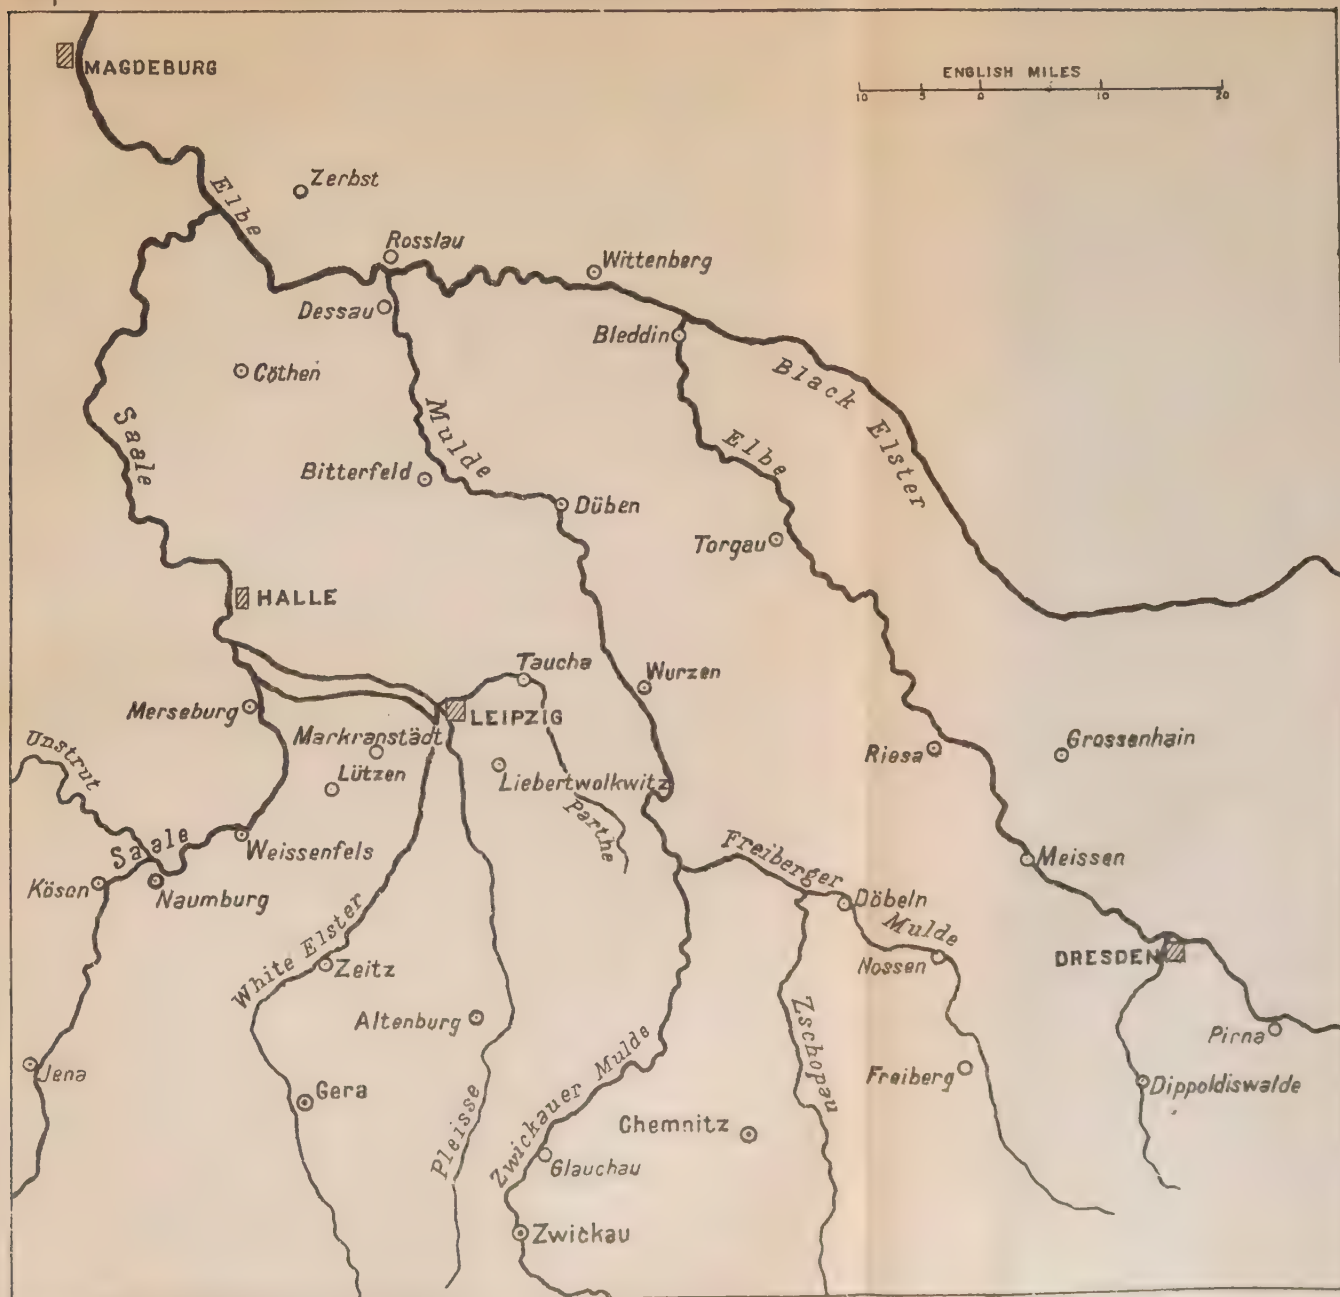 MAGDEBURG
ENGLISH MILES
10 5 0 10 20
Zerbst
Elbe
Rosslau
Wittenberg
Dessau
Bleddin
Cöthen
Black Elster
Saale
Mulde
Elbe
Bitterfeld
Düben
Torgau
HALLE
Taucha
Wurzen
Merseburg
LEIPZIG
Markranstädt
Grossenhain
Riesa
Unstrut
Lützen
Liebertwolkwitz
Parthe
Saale
Weissenfels
Freiberger
Meissen
Kösen
Naumburg
Döbeln
Mulde
White Elster
Zeitz
Nossen
DRESDEN
Altenburg
Zschopau
Pirna
Jena
Gera
Zwickauer Mulde
Freiberg
Dippoldiswalde
Pleisse
Chemnitz
Glauchau
Zwickau